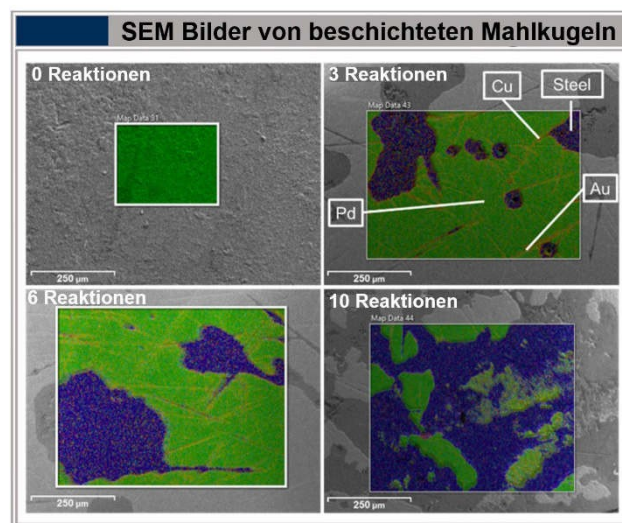 SEM Bilder von beschichteten Mahlkugeln
0 Reaktionen
Map Data 31
250 µm
3 Reaktionen
Map Data 43
Cu
Steel
Pd
Au
250 µm
6 Reaktionen
250 µm
10 Reaktionen
Map Data 44
250 µm